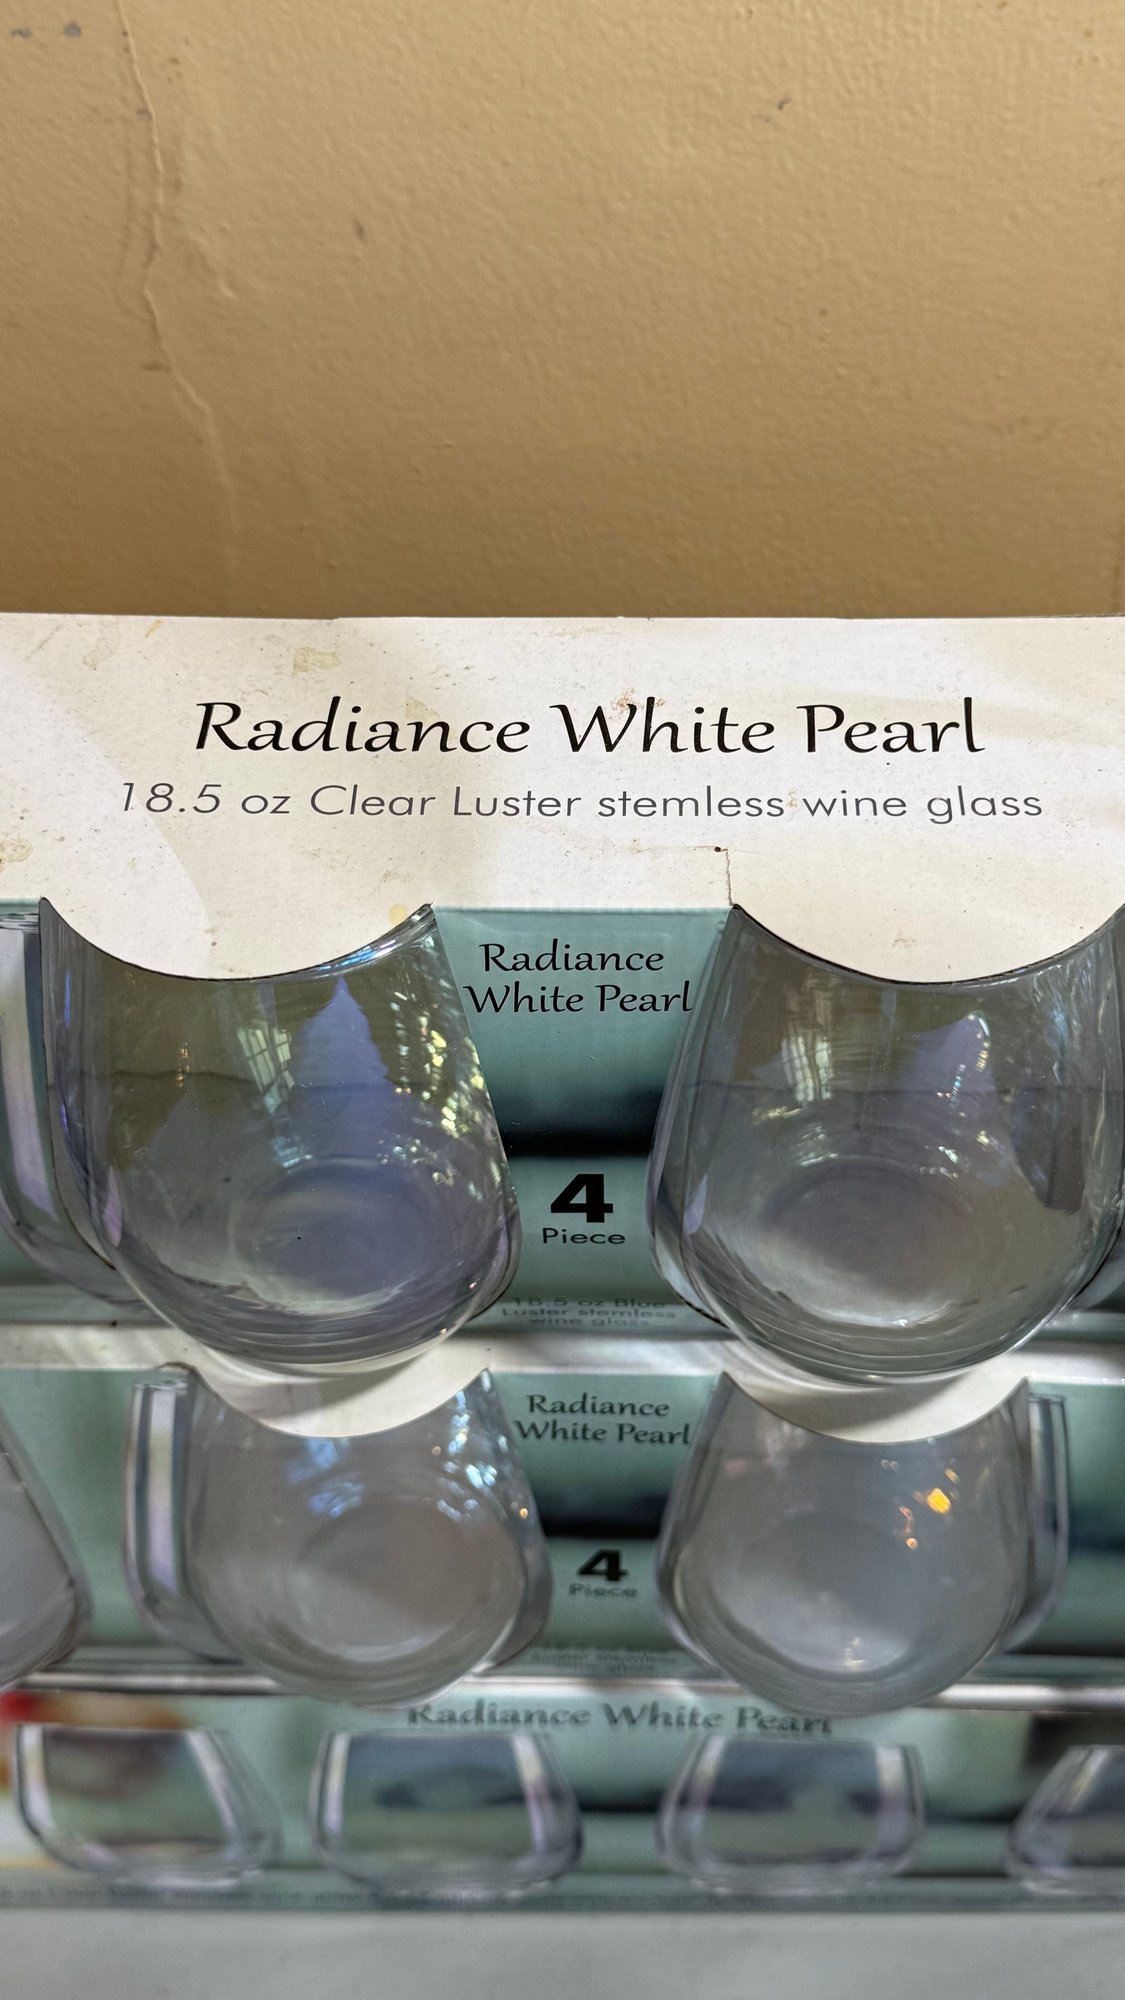 Radiance White Pearl
18.5 oz Clear Luster stemless wine glass
Radiance
White Pearl
4
Piece
18.5 oz Blue
Luster stemless
wine glass
Radiance
White Pearl
4
Piece
Radiance White Pearl